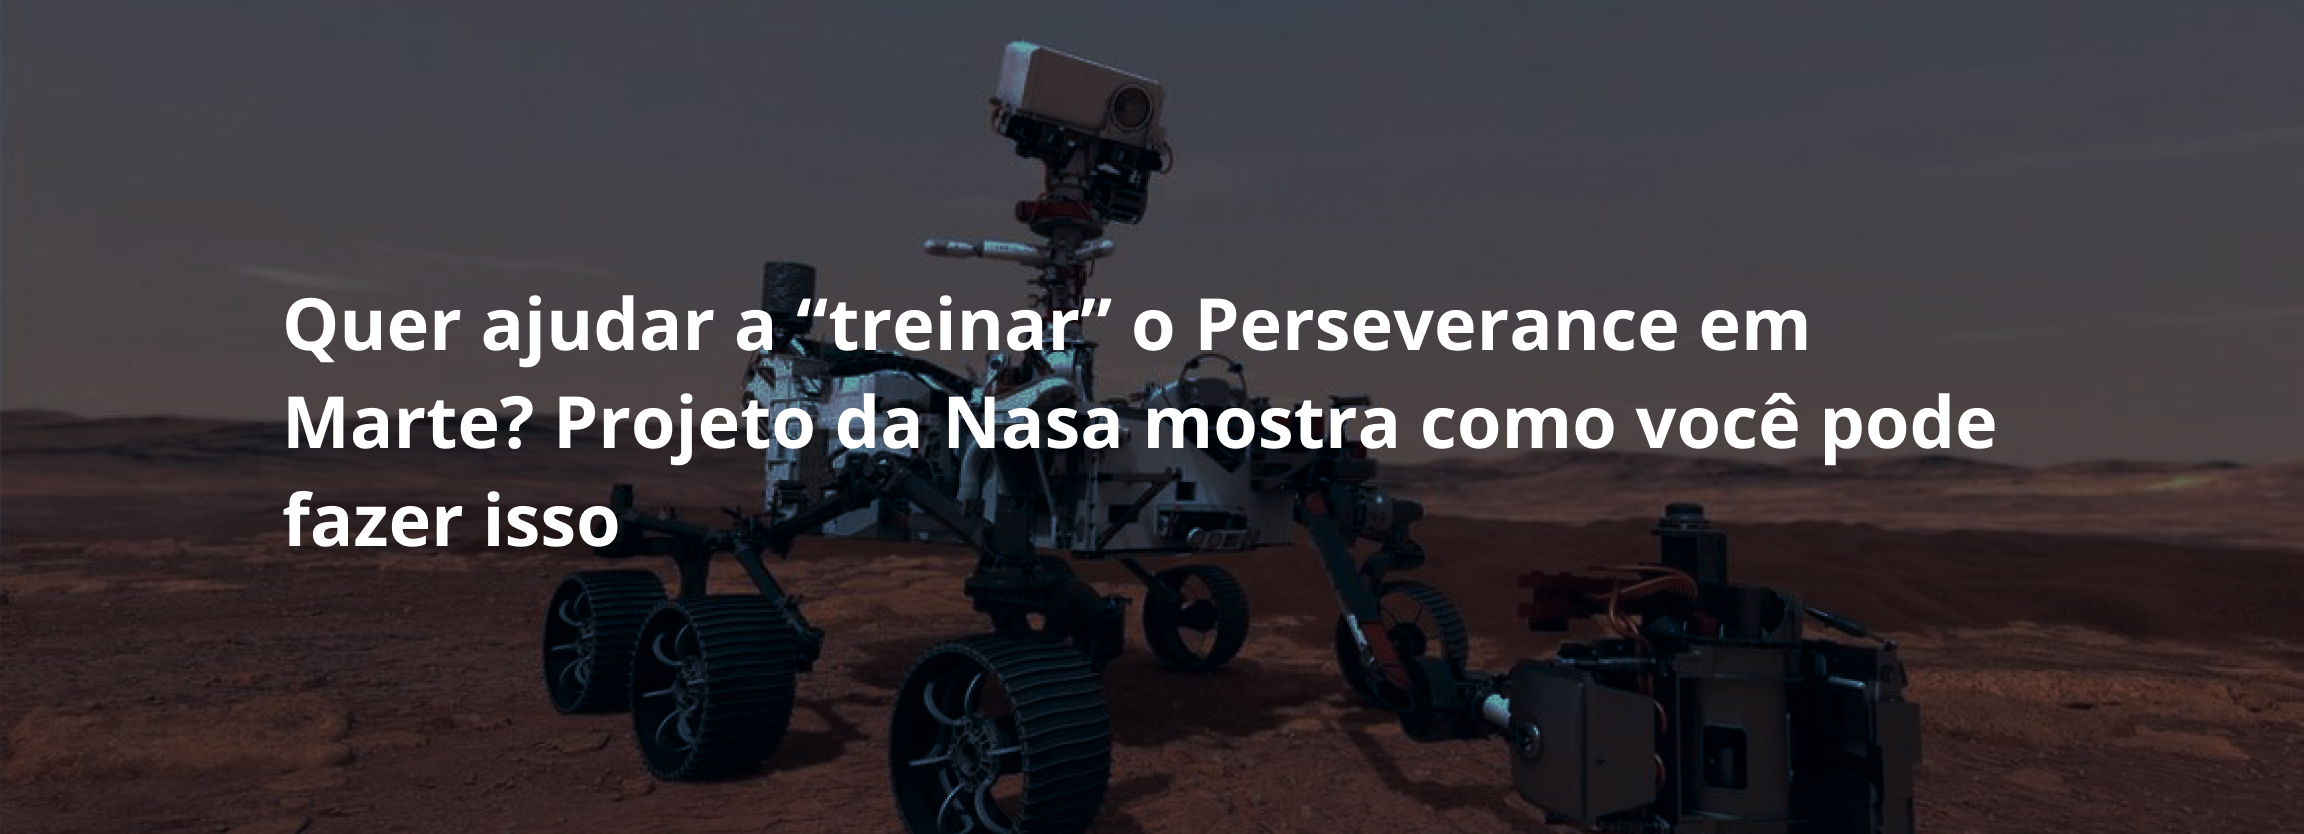 Quer ajudar a “treinar” o Perseverance em
Marte? Projeto da Nasa mostra como você pode
fazer isso